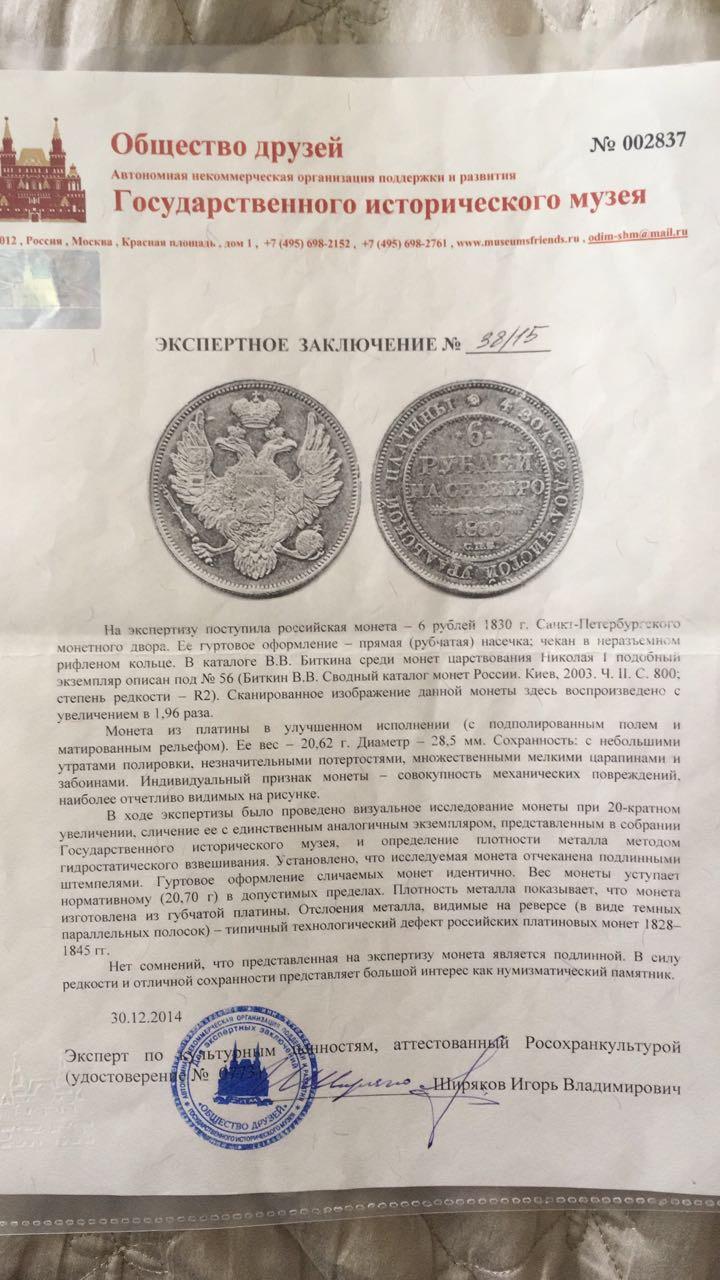 Общество друзей
№ 002837
Автономная некоммерческая организация поддержки и развития
Государственного исторического музея
012 , Россия , Москва , Красная площадь , дом 1 , +7 (495) 698-2152 , +7 (495) 698-2761 , www.museumsfriends.ru , odim-shm@mail.ru
ЭКСПЕРТНОЕ ЗАКЛЮЧЕНИЕ № 38/15
4 ЗОЛ. 82 ДОЛ. ЧИСТОЙ УРАЛЬСКОЙ ПЛАТИНЫ
·6·
РУБЛЕЙ
НА СЕРЕБРО
1830
С.П.Б.
На экспертизу поступила российская монета – 6 рублей 1830 г. Санкт-Петербургского
монетного двора. Ее гуртовое оформление – прямая (рубчатая) насечка; чекан в неразъемном
рифленом кольце. В каталоге В.В. Биткина среди монет царствования Николая I подобный
экземпляр описан под № 56 (Биткин В.В. Сводный каталог монет России. Киев, 2003. Ч. II. С. 800;
степень редкости – R2). Сканированное изображение данной монеты здесь воспроизведено с
увеличением в 1,96 раза.
Монета из платины в улучшенном исполнении (с подполированным полем и
матированным рельефом). Ее вес – 20,62 г. Диаметр – 28,5 мм. Сохранность: с небольшими
утратами полировки, незначительными потертостями, множественными мелкими царапинами и
забоинами. Индивидуальный признак монеты – совокупность механических повреждений,
наиболее отчетливо видимых на рисунке.
В ходе экспертизы было проведено визуальное исследование монеты при 20-кратном
увеличении, сличение ее с единственным аналогичным экземпляром, представленным в собрании
Государственного исторического музея, и определение плотности металла методом
гидростатического взвешивания. Установлено, что исследуемая монета отчеканена подлинными
штемпелями. Гуртовое оформление сличаемых монет идентично. Вес монеты уступает
нормативному (20,70 г) в допустимых пределах. Плотность металла показывает, что монета
изготовлена из губчатой платины. Отслоения металла, видимые на реверсе (в виде темных
параллельных полосок) – типичный технологический дефект российских платиновых монет 1828–
1845 гг.
Нет сомнений, что представленная на экспертизу монета является подлинной. В силу
редкости и отличной сохранности представляет большой интерес как нумизматический памятник.
30.12.2014
Эксперт по культурным ценностям, аттестованный Росохранкультурой
(удостоверение № Ширяков Игорь Владимирович
для экспертных заключений
«ОБЩЕСТВО ДРУЗЕЙ»
ГОСУДАРСТВЕННОГО ИСТОРИЧЕСКОГО МУЗЕЯ